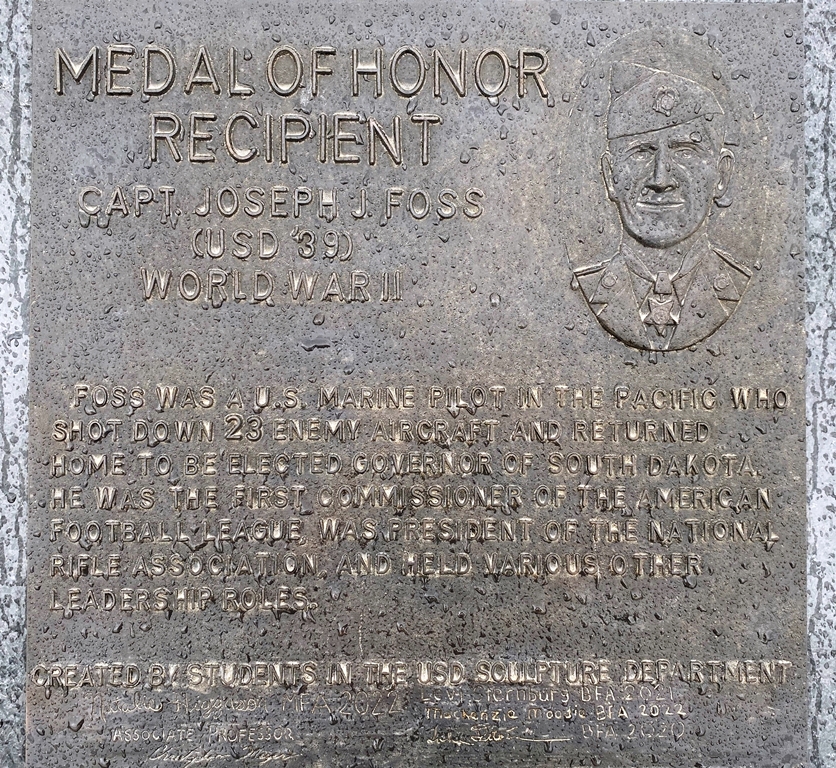 MEDAL OF HONOR
RECIPIENT
CAPT. JOSEPH J. FOSS
(USD '39)
WORLD WAR II
FOSS WAS A U.S. MARINE PILOT IN THE PACIFIC WHO
SHOT DOWN 23 ENEMY AIRCRAFT AND RETURNED
HOME TO BE ELECTED GOVERNOR OF SOUTH DAKOTA.
HE WAS THE FIRST COMMISSIONER OF THE AMERICAN
FOOTBALL LEAGUE, WAS PRESIDENT OF THE NATIONAL
RIFLE ASSOCIATION, AND HELD VARIOUS OTHER
LEADERSHIP ROLES.
CREATED BY STUDENTS IN THE USD SCULPTURE DEPARTMENT
MFA 2022
BFA 2021
Mackenzie Moodie BFA 2022
BFA 2020
ASSOCIATE PROFESSOR